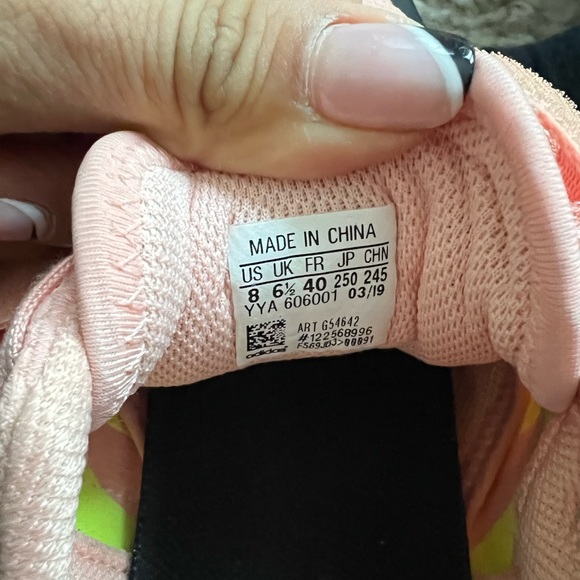 MADE IN CHINA
US UK FR JP CHN
8 6½ 40 250 245
YYA 606001 03/19
ART G54642
#122568996
adidas